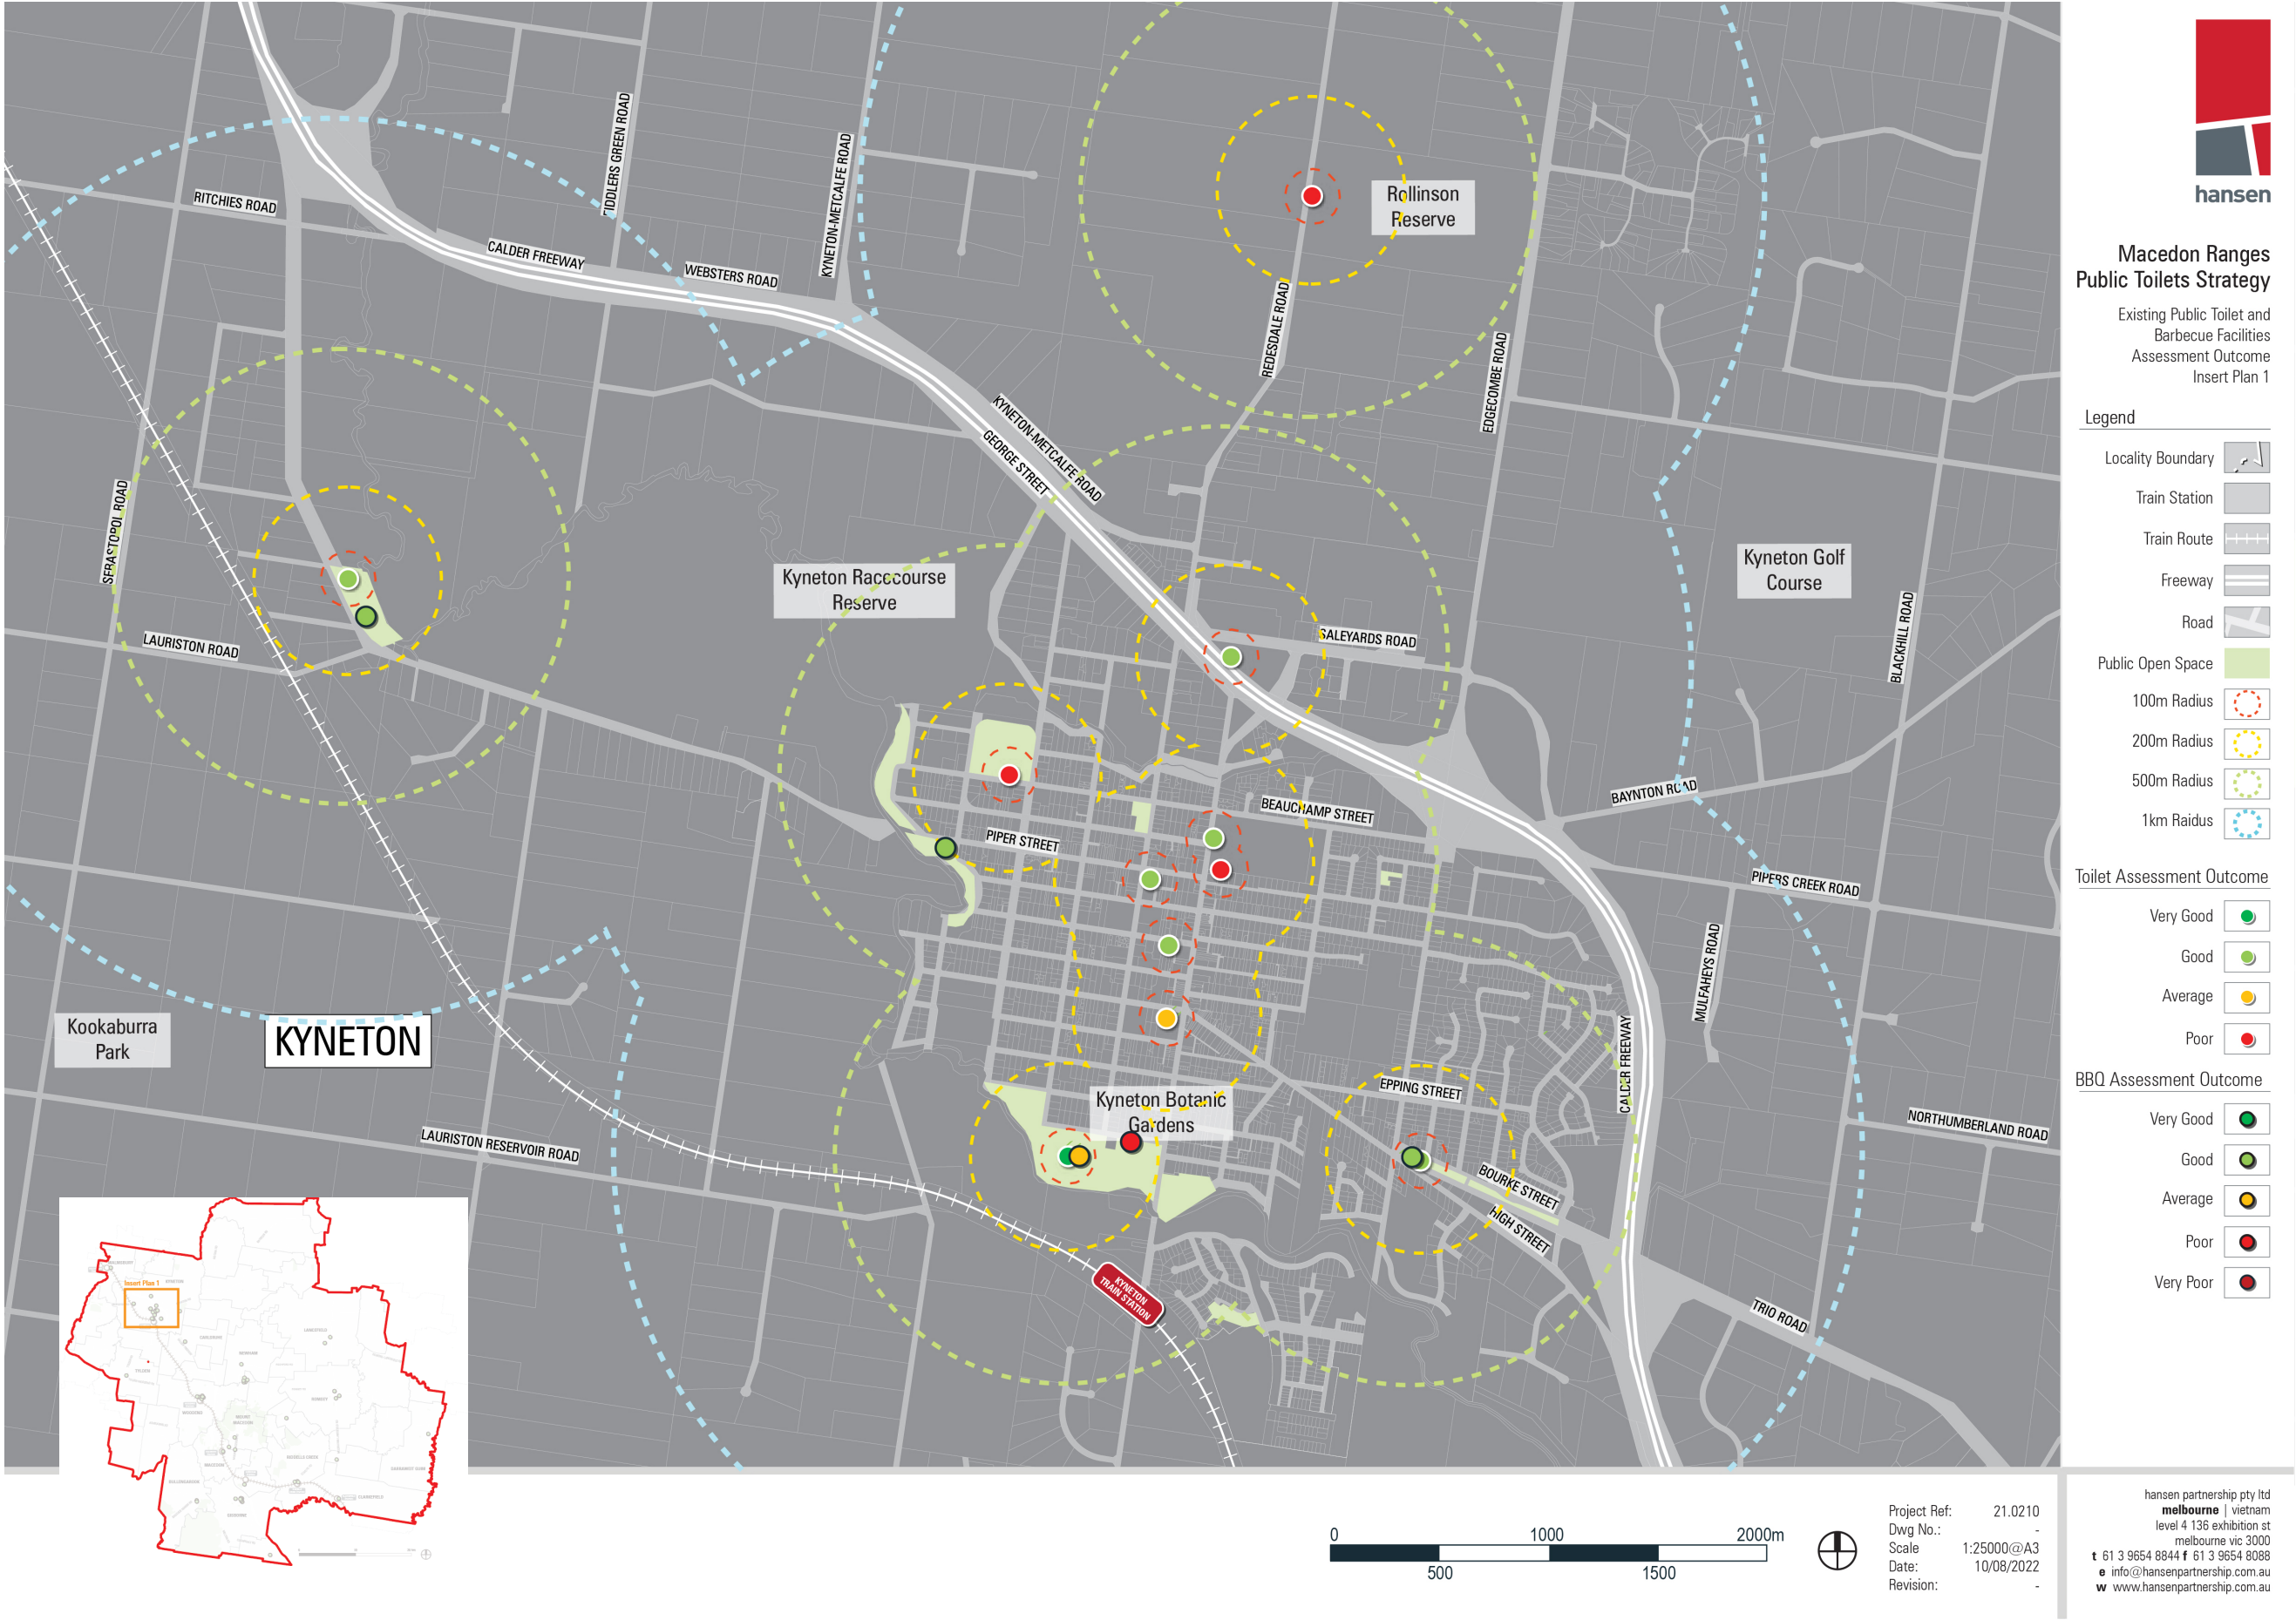 RITCHIES ROAD
FIDDLERS GREEN ROAD
CALDER FREEWAY
WEBSTERS ROAD
KYNETON-METCALFE ROAD
Rollinson
Reserve
REDESDALE ROAD
EDGECOMBE ROAD
KYNETON-METCALFE ROAD
GEORGE STREET
SEBASTOPOL ROAD
LAURISTON ROAD
Kyneton Racecourse
Reserve
SALEYARDS ROAD
Kyneton Golf
Course
BLACKHILL ROAD
BAYNTON ROAD
BEAUCHAMP STREET
PIPER STREET
PIPERS CREEK ROAD
MULFAHEYS ROAD
Kookaburra
Park
KYNETON
CALDER FREEWAY
EPPING STREET
Kyneton Botanic
Gardens
LAURISTON RESERVOIR ROAD
NORTHUMBERLAND ROAD
BOURKE STREET
HIGH STREET
KYNETON
TRAIN STATION
TRIO ROAD
Insert Plan 1
hansen
Macedon Ranges
Public Toilets Strategy
Existing Public Toilet and
Barbecue Facilities
Assessment Outcome
Insert Plan 1
Legend
Locality Boundary
Train Station
Train Route
Freeway
Road
Public Open Space
100m Radius
200m Radius
500m Radius
1km Raidus
Toilet Assessment Outcome
Very Good
Good
Average
Poor
BBQ Assessment Outcome
Very Good
Good
Average
Poor
Very Poor
0 1000 2000m
500 1500
Project Ref: 21.0210
Dwg No.: -
Scale 1:25000@A3
Date: 10/08/2022
Revision: -
hansen partnership pty ltd
melbourne | vietnam
level 4 136 exhibition st
melbourne vic 3000
t 61 3 9654 8844 f 61 3 9654 8088
e info@hansenpartnership.com.au
w www.hansenpartnership.com.au